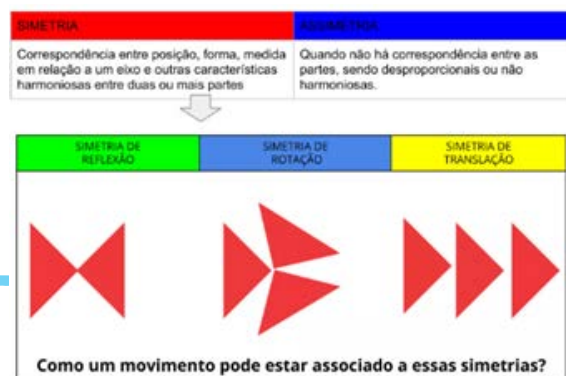 SIMETRIA
ASSIMETRIA
Correspondência entre posição, forma, medida
em relação a um eixo e outras características
harmoniosas entre duas ou mais partes
Quando não há correspondência entre as
partes, sendo desproporcionais ou não
harmoniosas.
SIMETRIA DE
REFLEXÃO
SIMETRIA DE
ROTAÇÃO
SIMETRIA DE
TRANSLAÇÃO
Como um movimento pode estar associado a essas simetrias?